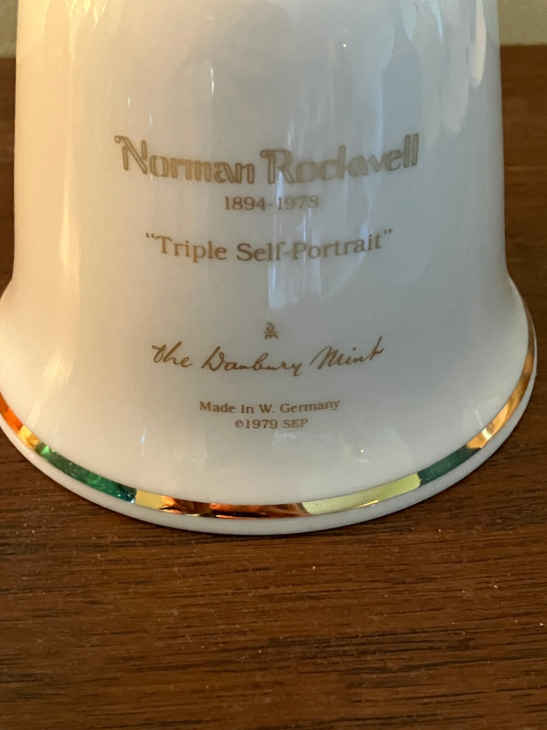 Norman Rockwell
1894-1978
"Triple Self-Portrait"
the Danbury Mint
Made in W. Germany
©1979 SEP